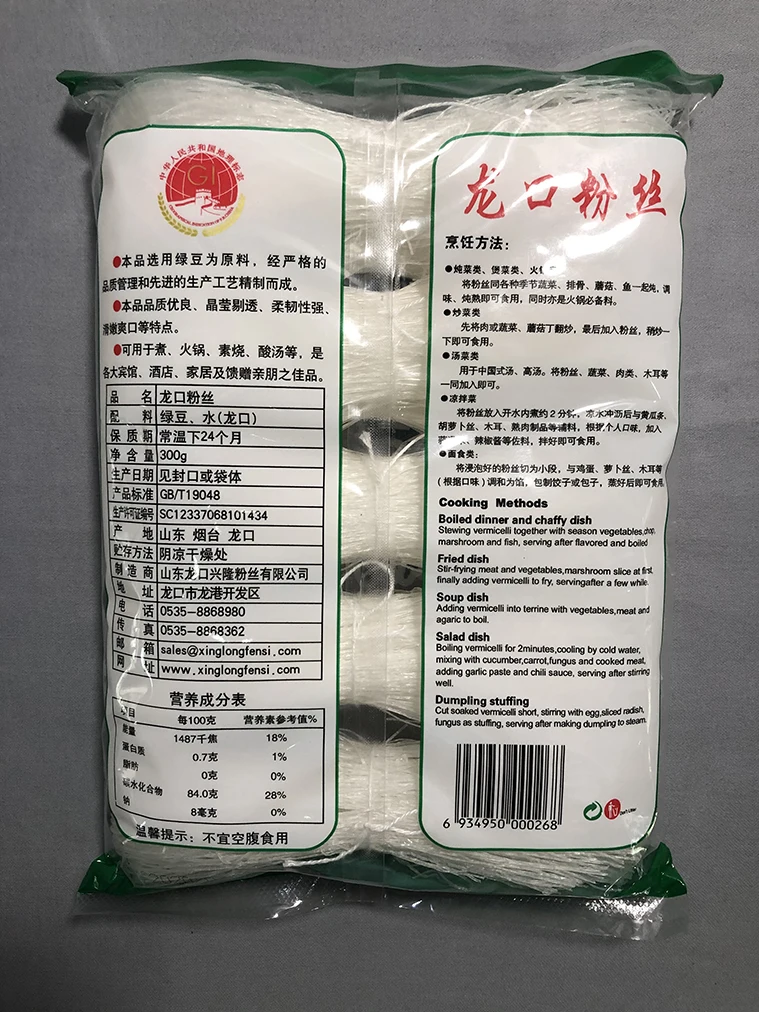 中华人民共和国地理标志
GI
●本品选用绿豆为原料，经严格的
品质管理和先进的生产工艺精制而成。
●本品品质优良、晶莹剔透、柔韧性强、
滑嫩爽口等特点。
●可用于煮、火锅、素烧、酸汤等，是
各大宾馆、酒店、家居及馈赠亲朋之佳品。
品 名 龙口粉丝
配 料 绿豆、水(龙口)
保质期 常温下24个月
净含量 300g
生产日期 见封口或袋体
产品标准 GB/T19048
生产许可证编号 SC12337068101434
产 地 山东 烟台 龙口
贮存方法 阴凉干燥处
制造商 山东龙口兴隆粉丝有限公司
地 址 龙口市龙港开发区
电 话 0535-8868980
传 真 0535-8868362
邮 箱 sales@xinglongfensi.com
网 址 www.xinglongfensi.com
营养成分表
项目 每100克 营养素参考值%
能量 1487千焦 18%
蛋白质 0.7克 1%
脂肪 0克 0%
碳水化合物 84.0克 28%
钠 8毫克 0%
温馨提示：不宜空腹食用
龙口粉丝
烹饪方法：
●炖菜类、煲菜类、火锅
将粉丝同各种季节蔬菜、排骨、蘑菇、鱼一起炖，调
味、炖熟即可食用，同时亦是火锅必备料。
●炒菜类
先将肉或蔬菜、蘑菇丁翻炒，最后加入粉丝，稍炒一
下即可食用。
●汤菜类
用于中国式汤、高汤。将粉丝、蔬菜、肉类、木耳等
一同加入即可。
●凉拌菜
将粉丝放入开水内煮约2分钟，凉水冲沥后与黄瓜条、
胡萝卜丝、木耳、熟肉制品等辅料，根据个人口味，加入
辣椒酱等佐料，拌好即可食用。
●面食类：
将浸泡好的粉丝切为小段，与鸡蛋、萝卜丝、木耳等
(根据口味)调和为馅，包制饺子或包子，蒸好后即可食用
Cooking Methods
Boiled dinner and chaffy dish
Stewing vermicelli together with season vegetables,chop,
marshroom and fish, serving after flavored and boiled
Fried dish
Stir-frying meat and vegetables,marshroom slice at first,
finally adding vermicelli to fry, servingafter a few while.
Soup dish
Adding vermicelli into terrine with vegetables,meat and
agaric to boil.
Salad dish
Boiling vermicelli for 2minutes,cooling by cold water,
mixing with cucumber,carrot,fungus and cooked meat,
adding garlic paste and chili sauce, serving after stirring
well.
Dumpling stuffing
Cut soaked vermicelli short, stirring with egg,sliced radish,
fungus as stuffing, serving after making dumpling to steam.
6 934950 000268